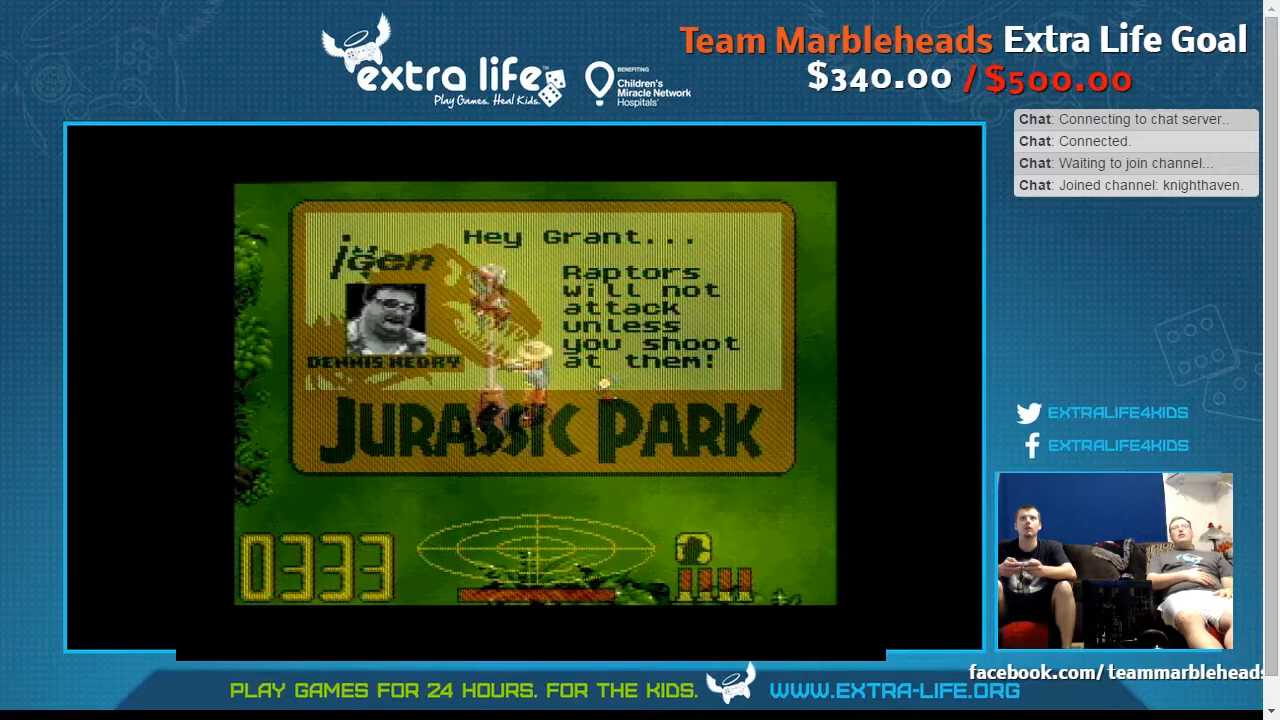 extra life™
Play Games. Heal Kids.
BENEFITING
Children's
Miracle Network
Hospitals
Team Marbleheads Extra Life Goal
$340.00 / $500.00
Chat: Connecting to chat server..
Chat: Connected.
Chat: Waiting to join channel...
Chat: Joined channel: knighthaven.
Hey Grant...
DENNIS NEDRY
Raptors
will not
attack
unless
you shoot
at them!
JURASSIC PARK
0333
EXTRALIFE4KIDS
EXTRALIFE4KIDS
facebook.com/ teammarbleheads
PLAY GAMES FOR 24 HOURS. FOR THE KIDS.
WWW.EXTRA-LIFE.ORG